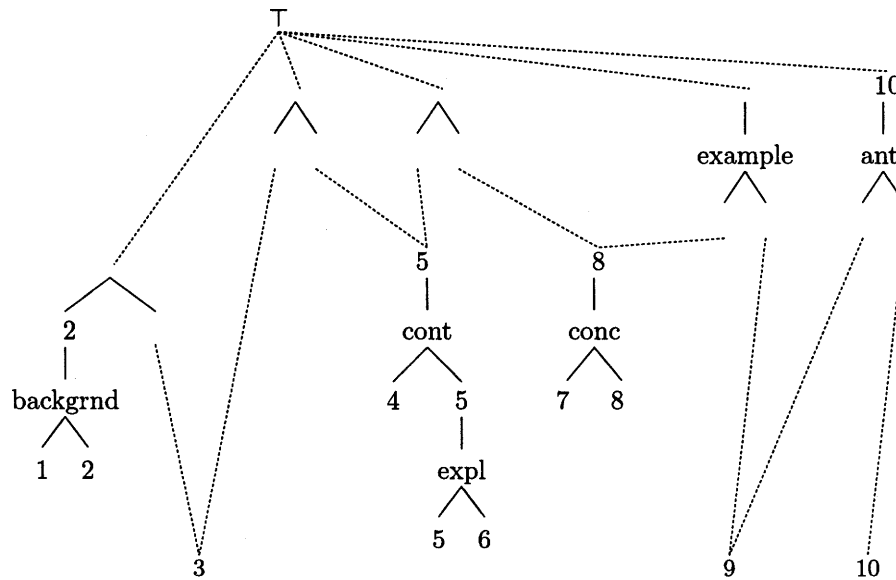 ⊤
10
example ant
5 8
2 cont conc
backgrnd 4 5 7 8
1 2 expl
5 6
3 9 10